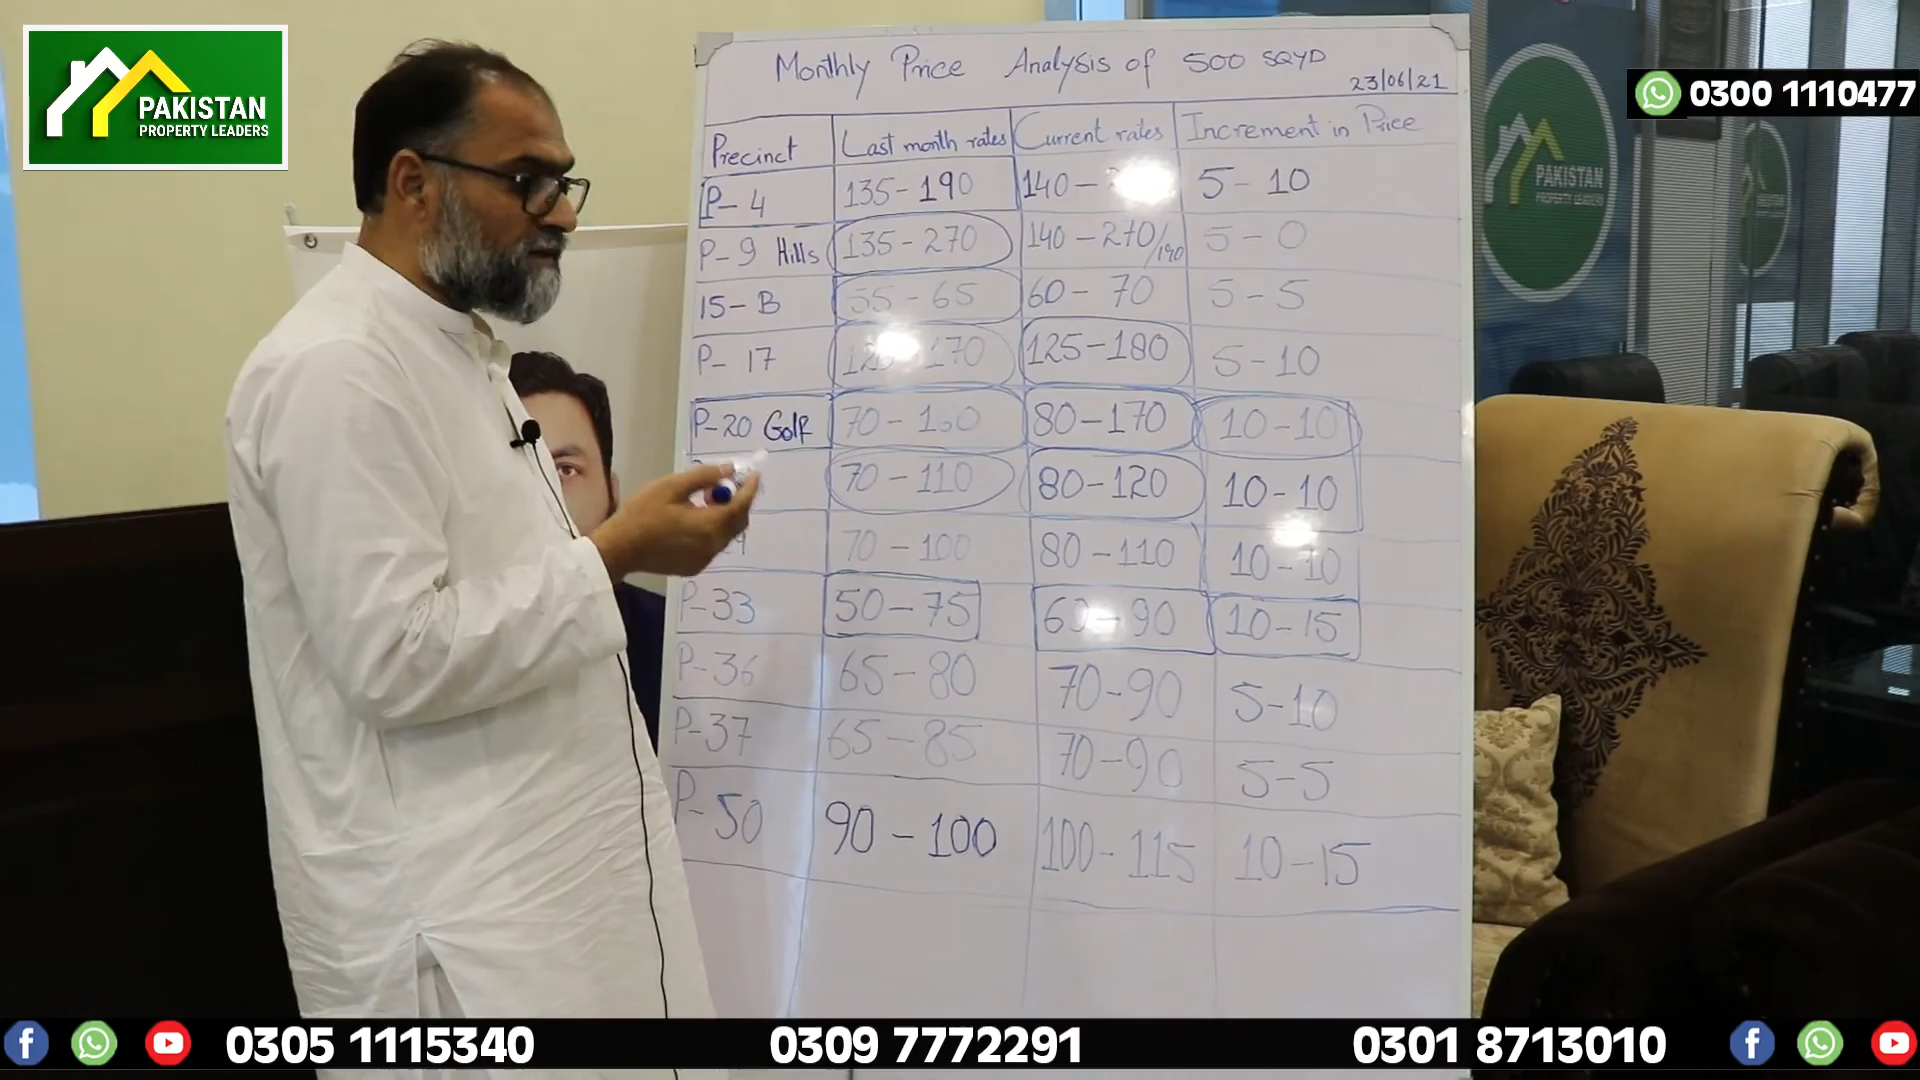 PAKISTAN
PROPERTY LEADERS
0300 1110477
Monthly Price Analysis of 500 SQYD
23/06/21
Precinct Last month rates Current rates Increment in Price
P-4 135-190 140- 5-10
P-9 Hills 135-270 140-270/190 5-0
15-B 55-65 60-70 5-5
P-17 170 125-180 5-10
P-20 Golf 70-160 80-170 10-10
70-110 80-120 10-10
70-100 80-110 10-10
P-33 50-75 60-90 10-15
P-36 65-80 70-90 5-10
P-37 65-85 70-90 5-5
P-50 90-100 100-115 10-15
PAKISTAN
PROPERTY LEADERS
0305 1115340 0309 7772291 0301 8713010